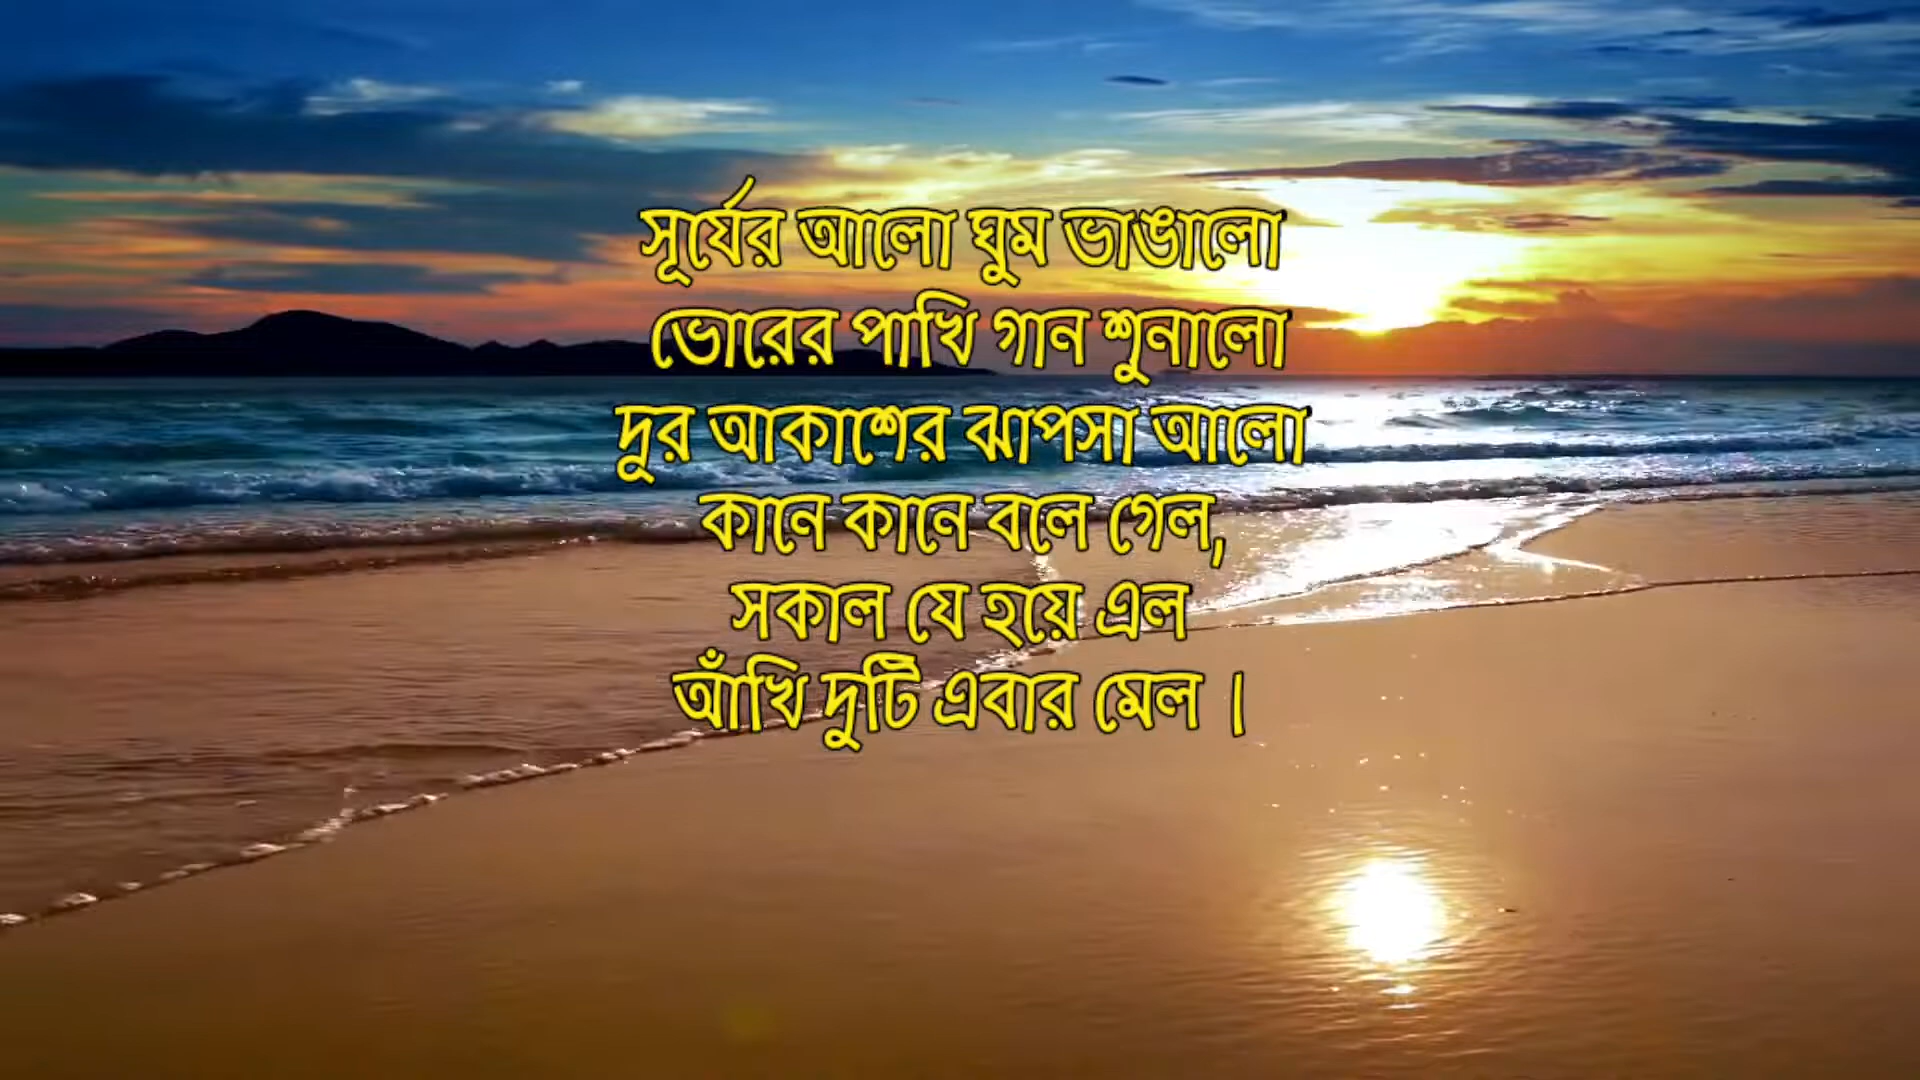 সূর্যের আলো ঘুম ভাঙালো
ভোরের পাখি গান শুনালো
দূর আকাশের ঝাপসা আলো
কানে কানে বলে গেল,
সকাল যে হয়ে এল
আঁখি দুটি এবার মেল ।